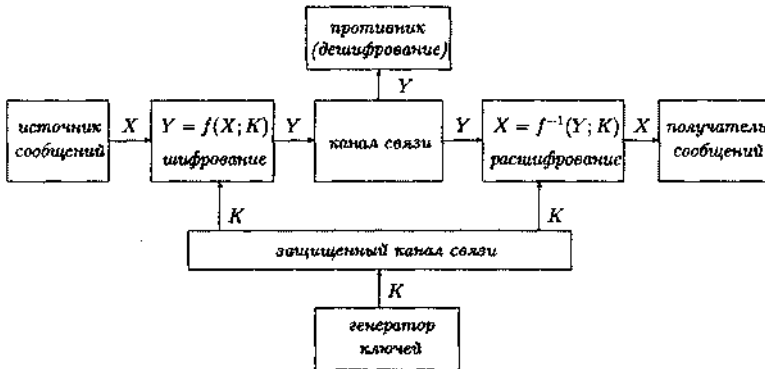 противник
(дешифрование)
Y
источник
сообщений
X
Y = f(X; K)
шифрование
Y
канал связи
Y
X = f⁻¹(Y; K)
расшифрование
X
получатель
сообщений
K
K
защищенный канал связи
K
генератор
ключей